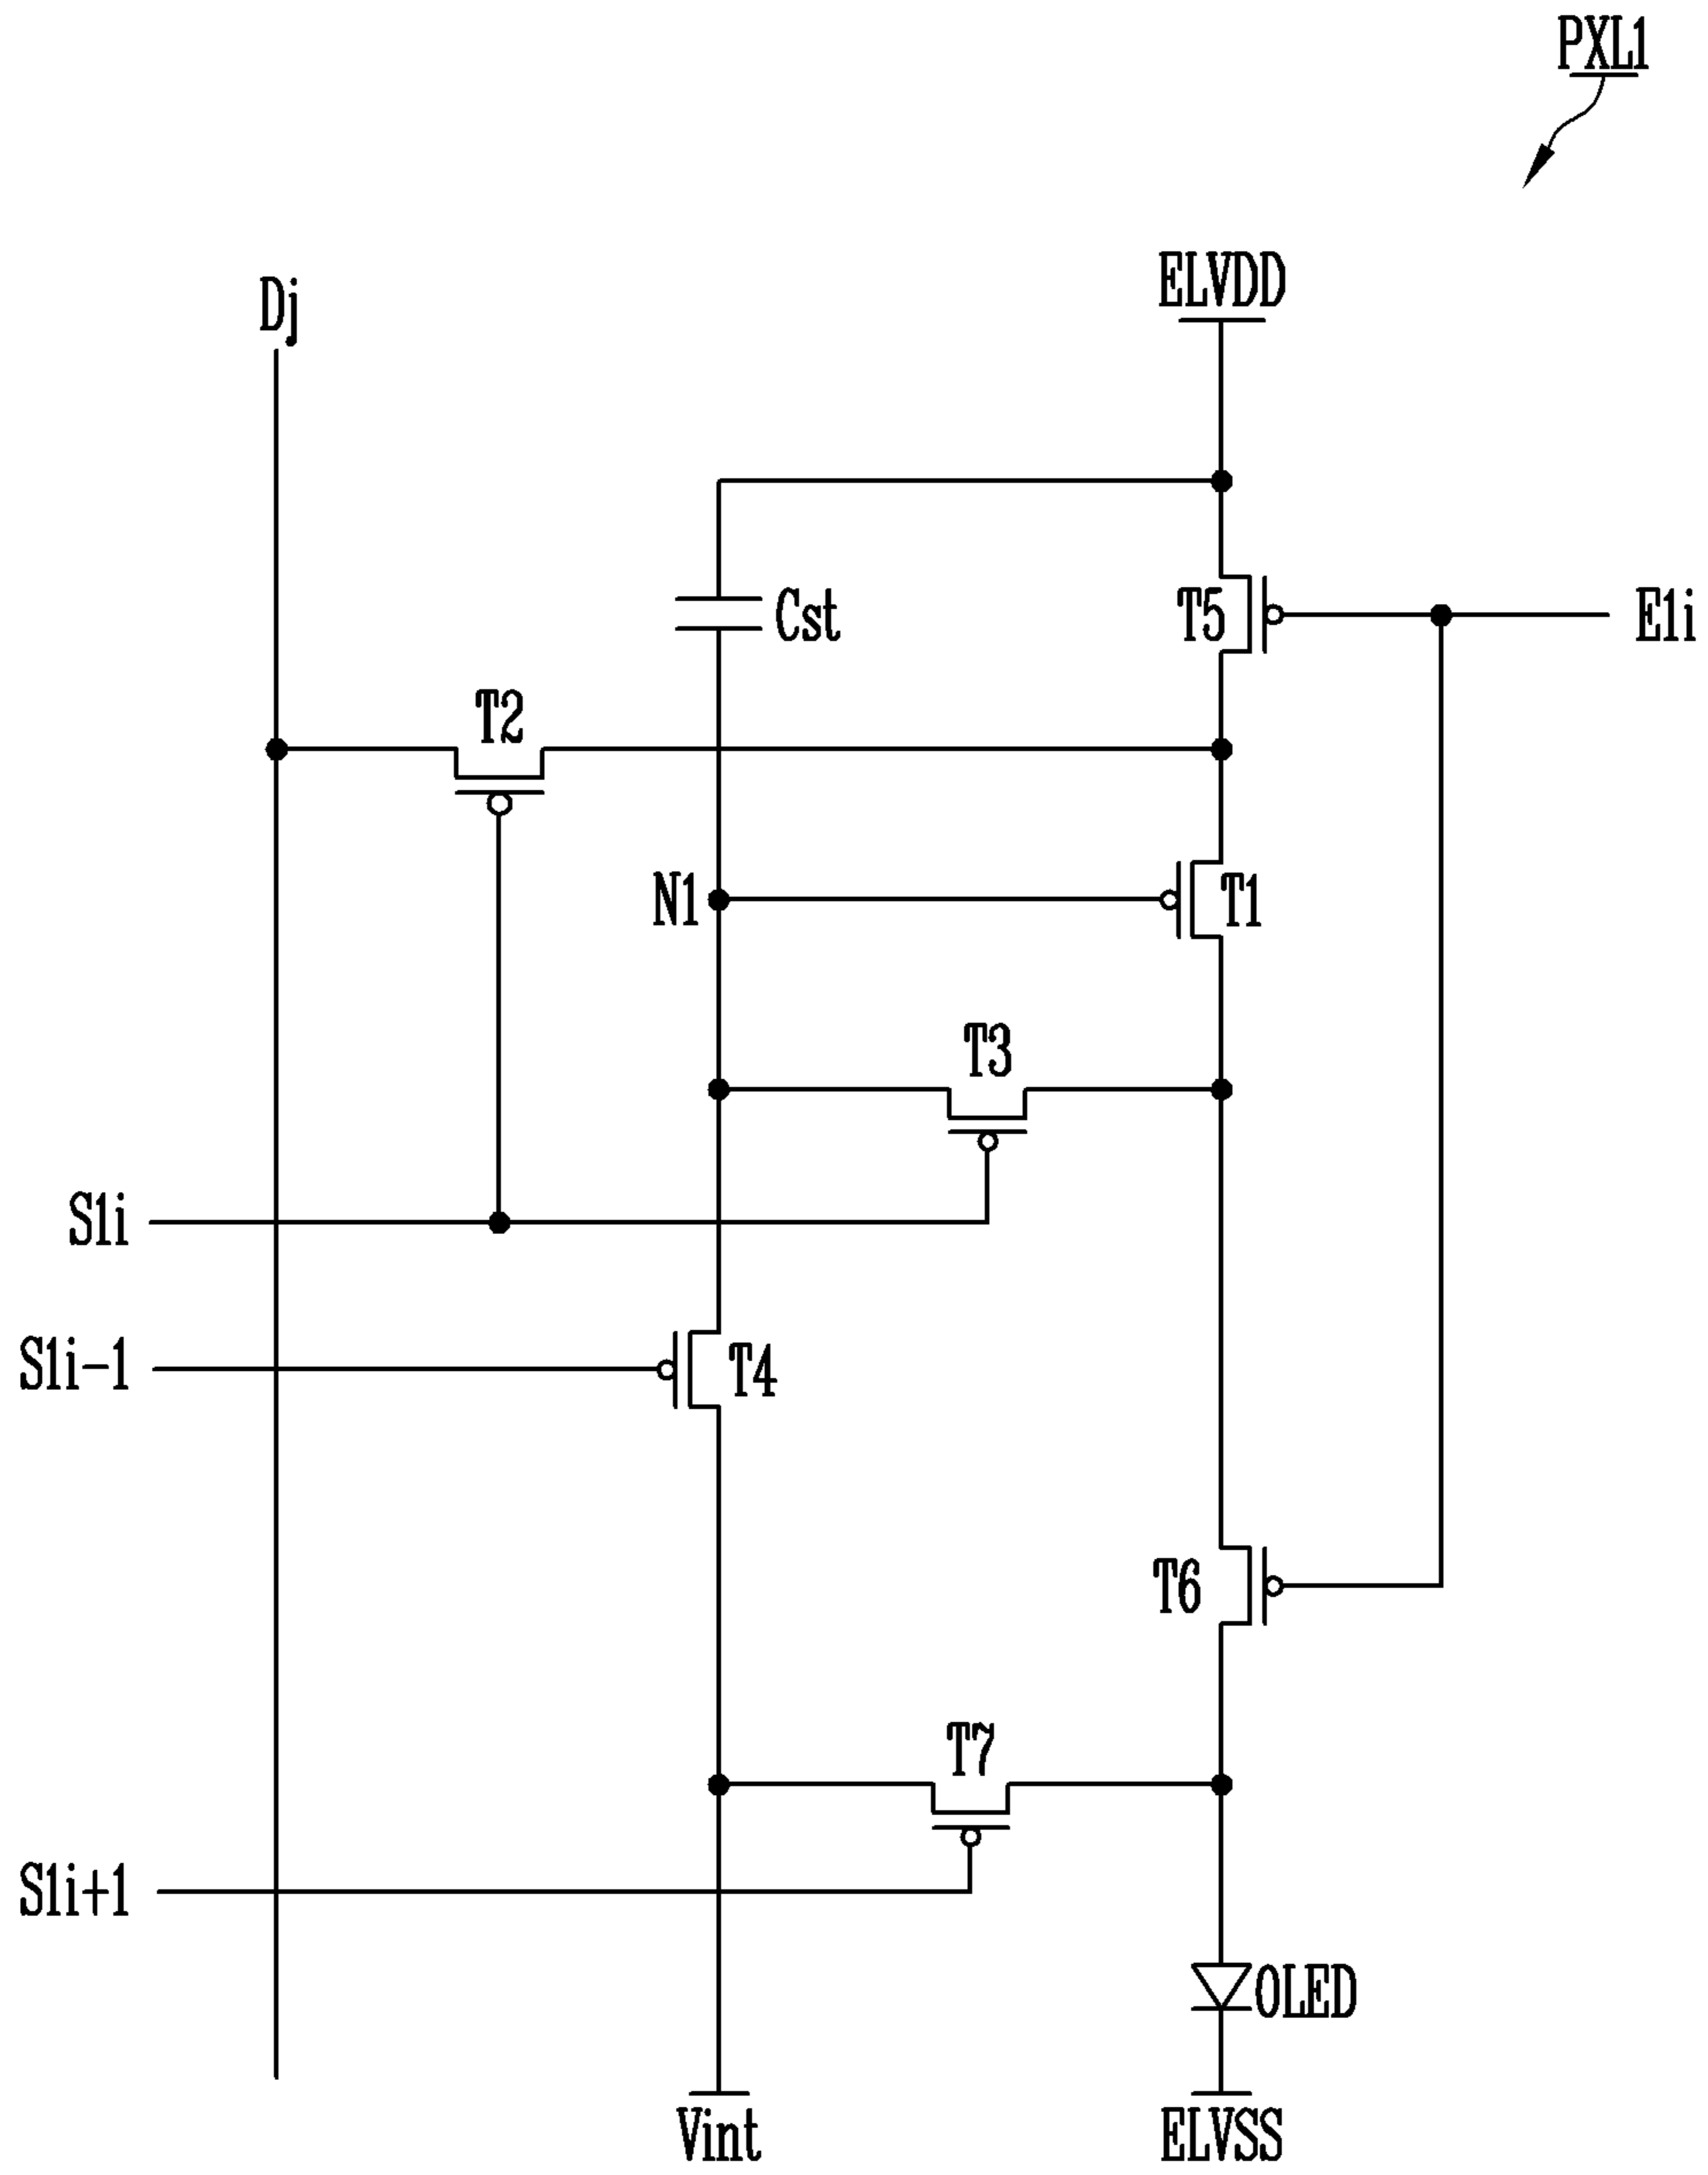 PXL1
ELVDD
Dj
Cst
T5
E1i
T2
N1
T1
T3
S1i
S1i-1
T4
T6
T7
S1i+1
OLED
Vint
ELVSS